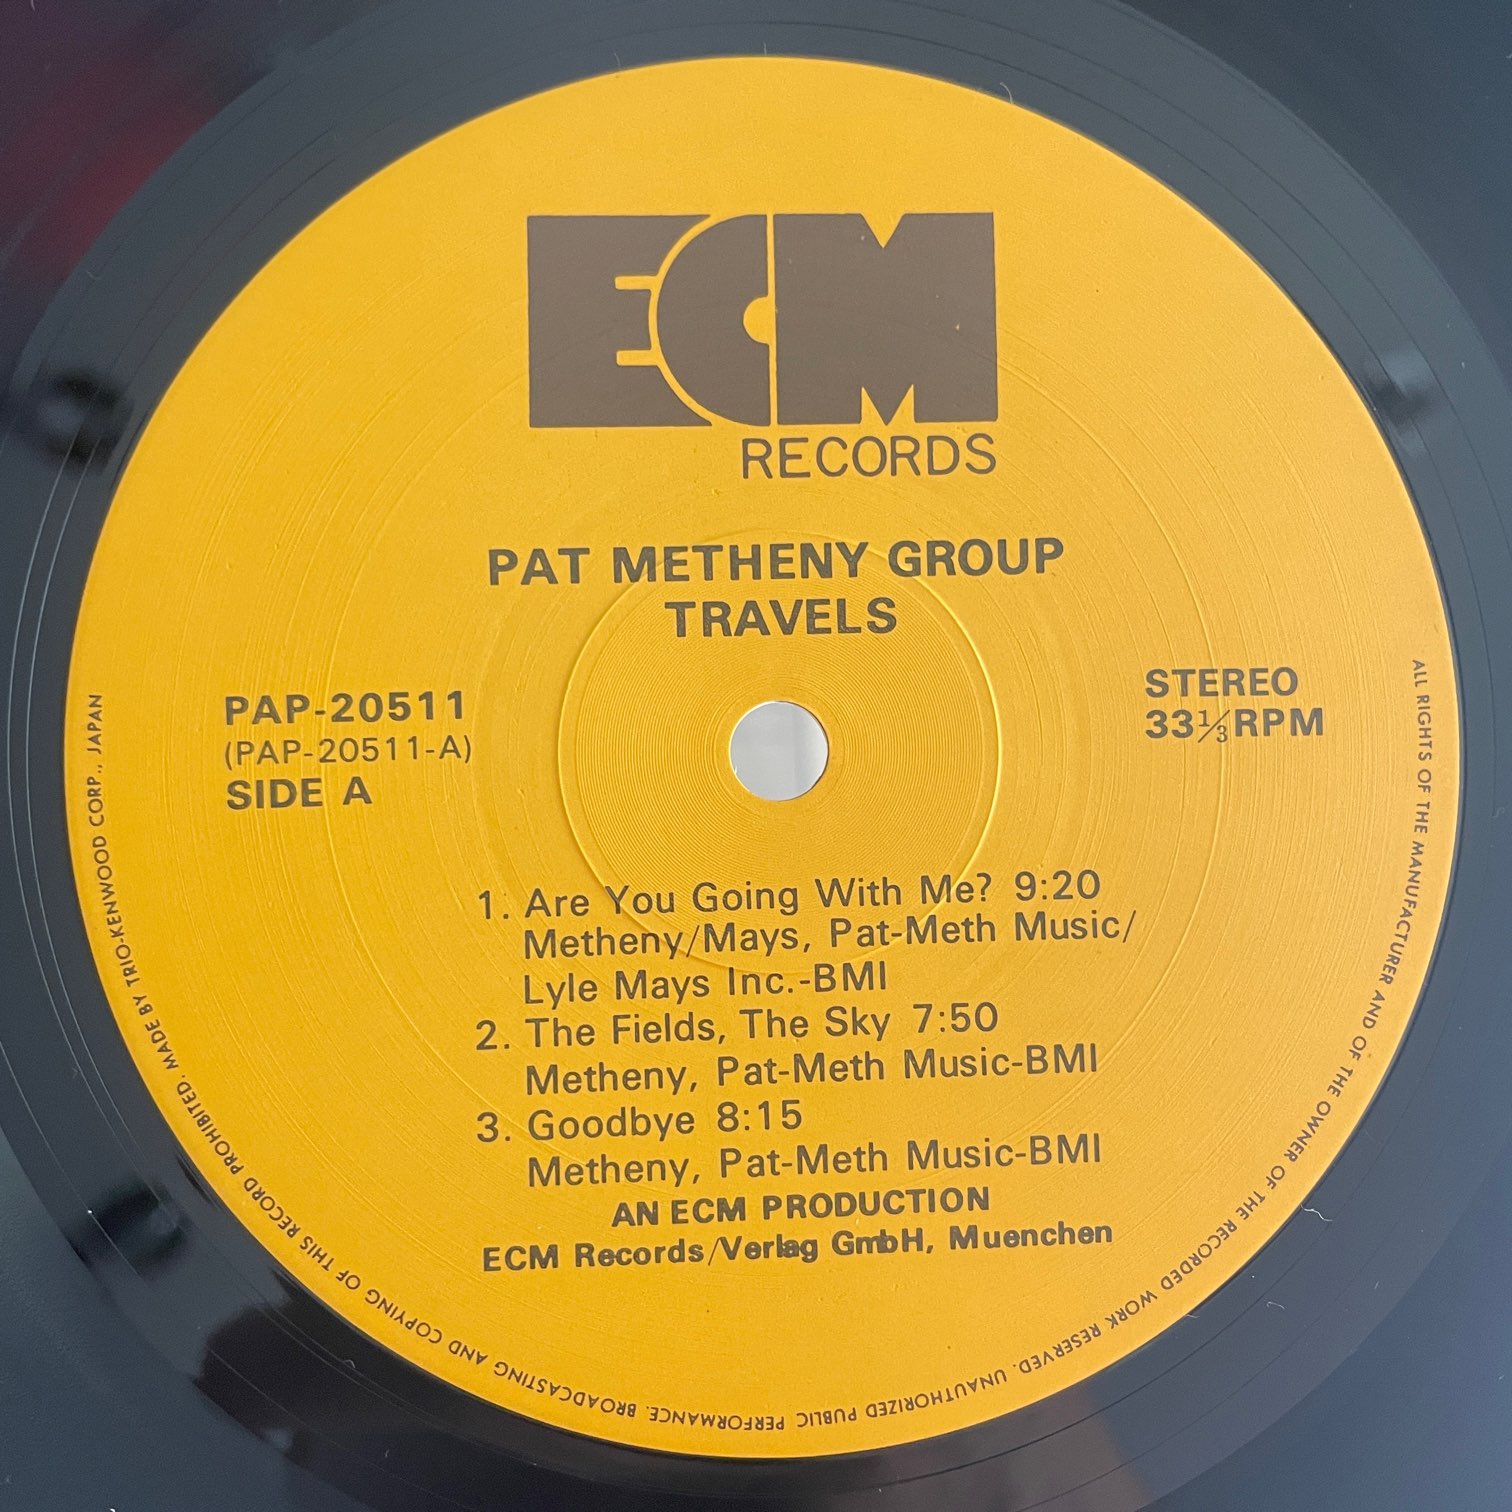 ECM
RECORDS
PAT METHENY GROUP
TRAVELS
PAP-20511
(PAP-20511-A)
SIDE A
STEREO
33 1/3 RPM
1. Are You Going With Me? 9:20
Metheny/Mays, Pat-Meth Music/
Lyle Mays Inc.-BMI
2. The Fields, The Sky 7:50
Metheny, Pat-Meth Music-BMI
3. Goodbye 8:15
Metheny, Pat-Meth Music-BMI
AN ECM PRODUCTION
ECM Records/Verlag GmbH, Muenchen
ALL RIGHTS OF THE MANUFACTURER AND OF THE OWNER OF THE RECORDED WORK RESERVED. UNAUTHORIZED PUBLIC PERFORMANCE. BROADCASTING AND COPYING OF THIS RECORD PROHIBITED. MADE BY TRIO-KENWOOD CORP., JAPAN